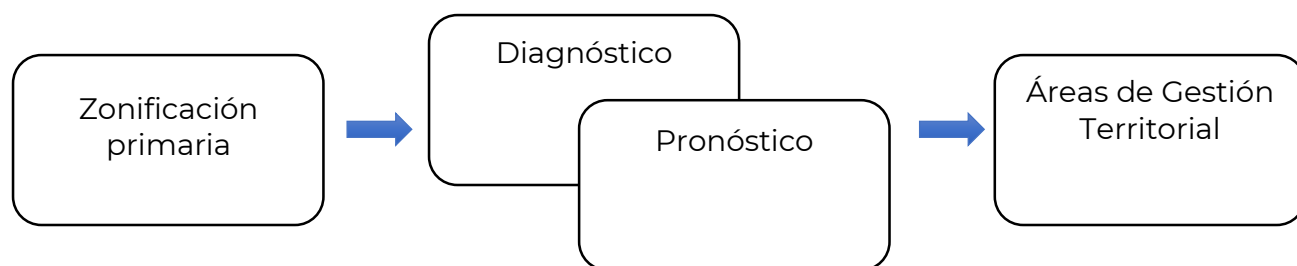 Zonificación
primaria
Diagnóstico
Pronóstico
Áreas de Gestión
Territorial